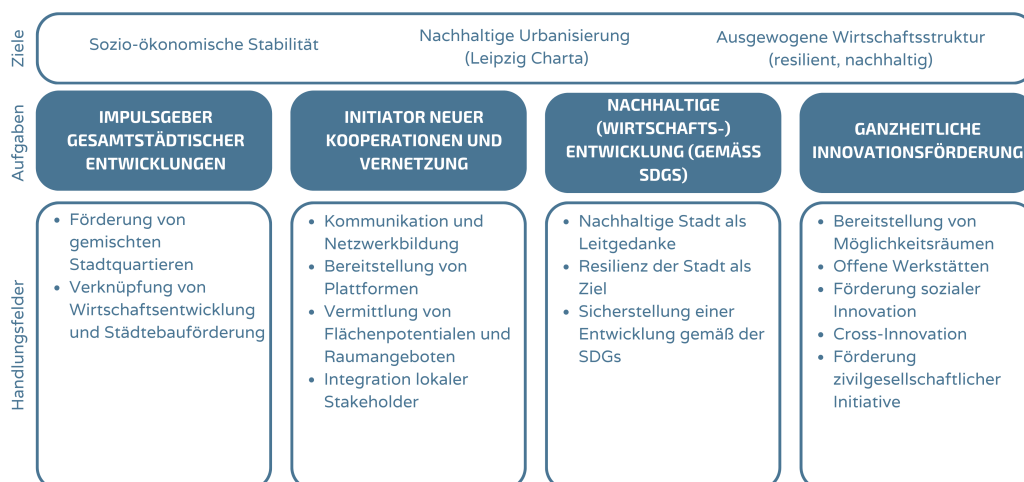 Ziele
Sozio-ökonomische Stabilität
Nachhaltige Urbanisierung
(Leipzig Charta)
Ausgewogene Wirtschaftsstruktur
(resilient, nachhaltig)
Aufgaben
IMPULSGEBER
GESAMTSTÄDTISCHER
ENTWICKLUNGEN
INITIATOR NEUER
KOOPERATIONEN UND
VERNETZUNG
NACHHALTIGE
(WIRTSCHAFTS-)
ENTWICKLUNG (GEMÄSS
SDGS)
GANZHEITLICHE
INNOVATIONSFÖRDERUNG
Handlungsfelder
• Förderung von
gemischten
Stadtquartieren
• Verknüpfung von
Wirtschaftsentwicklung
und Städtebauförderung
• Kommunikation und
Netzwerkbildung
• Bereitstellung von
Plattformen
• Vermittlung von
Flächenpotentialen und
Raumangeboten
• Integration lokaler
Stakeholder
• Nachhaltige Stadt als
Leitgedanke
• Resilienz der Stadt als
Ziel
• Sicherstellung einer
Entwicklung gemäß der
SDGs
• Bereitstellung von
Möglichkeitsräumen
• Offene Werkstätten
• Förderung sozialer
Innovation
• Cross-Innovation
• Förderung
zivilgesellschaftlicher
Initiative